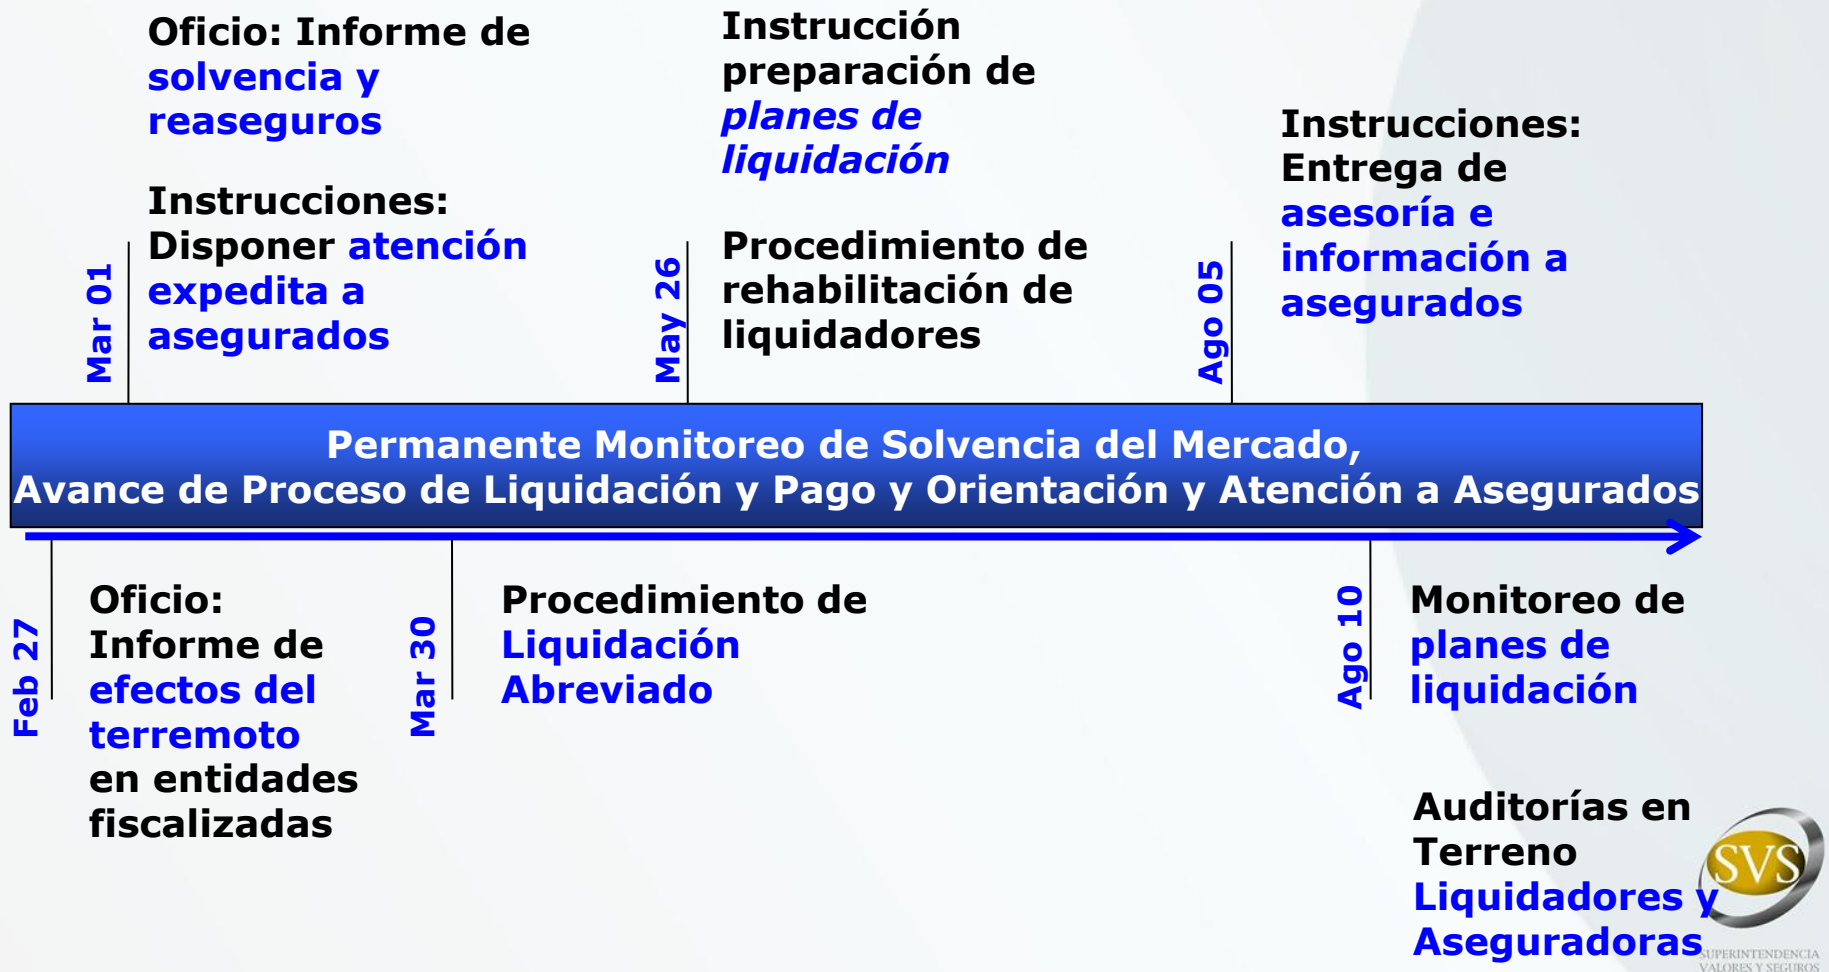 Oficio: Informe de
solvencia y
reaseguros
Instrucciones:
Disponer atención
expedita a
asegurados
Mar 01
Instrucción
preparación de
planes de
liquidación
Procedimiento de
rehabilitación de
liquidadores
May 26
Instrucciones:
Entrega de
asesoría e
información a
asegurados
Ago 05
Permanente Monitoreo de Solvencia del Mercado,
Avance de Proceso de Liquidación y Pago y Orientación y Atención a Asegurados
Feb 27
Oficio:
Informe de
efectos del
terremoto
en entidades
fiscalizadas
Mar 30
Procedimiento de
Liquidación
Abreviado
Ago 10
Monitoreo de
planes de
liquidación
Auditorías en
Terreno
Liquidadores y
Aseguradoras
SVS
SUPERINTENDENCIA
VALORES Y SEGUROS